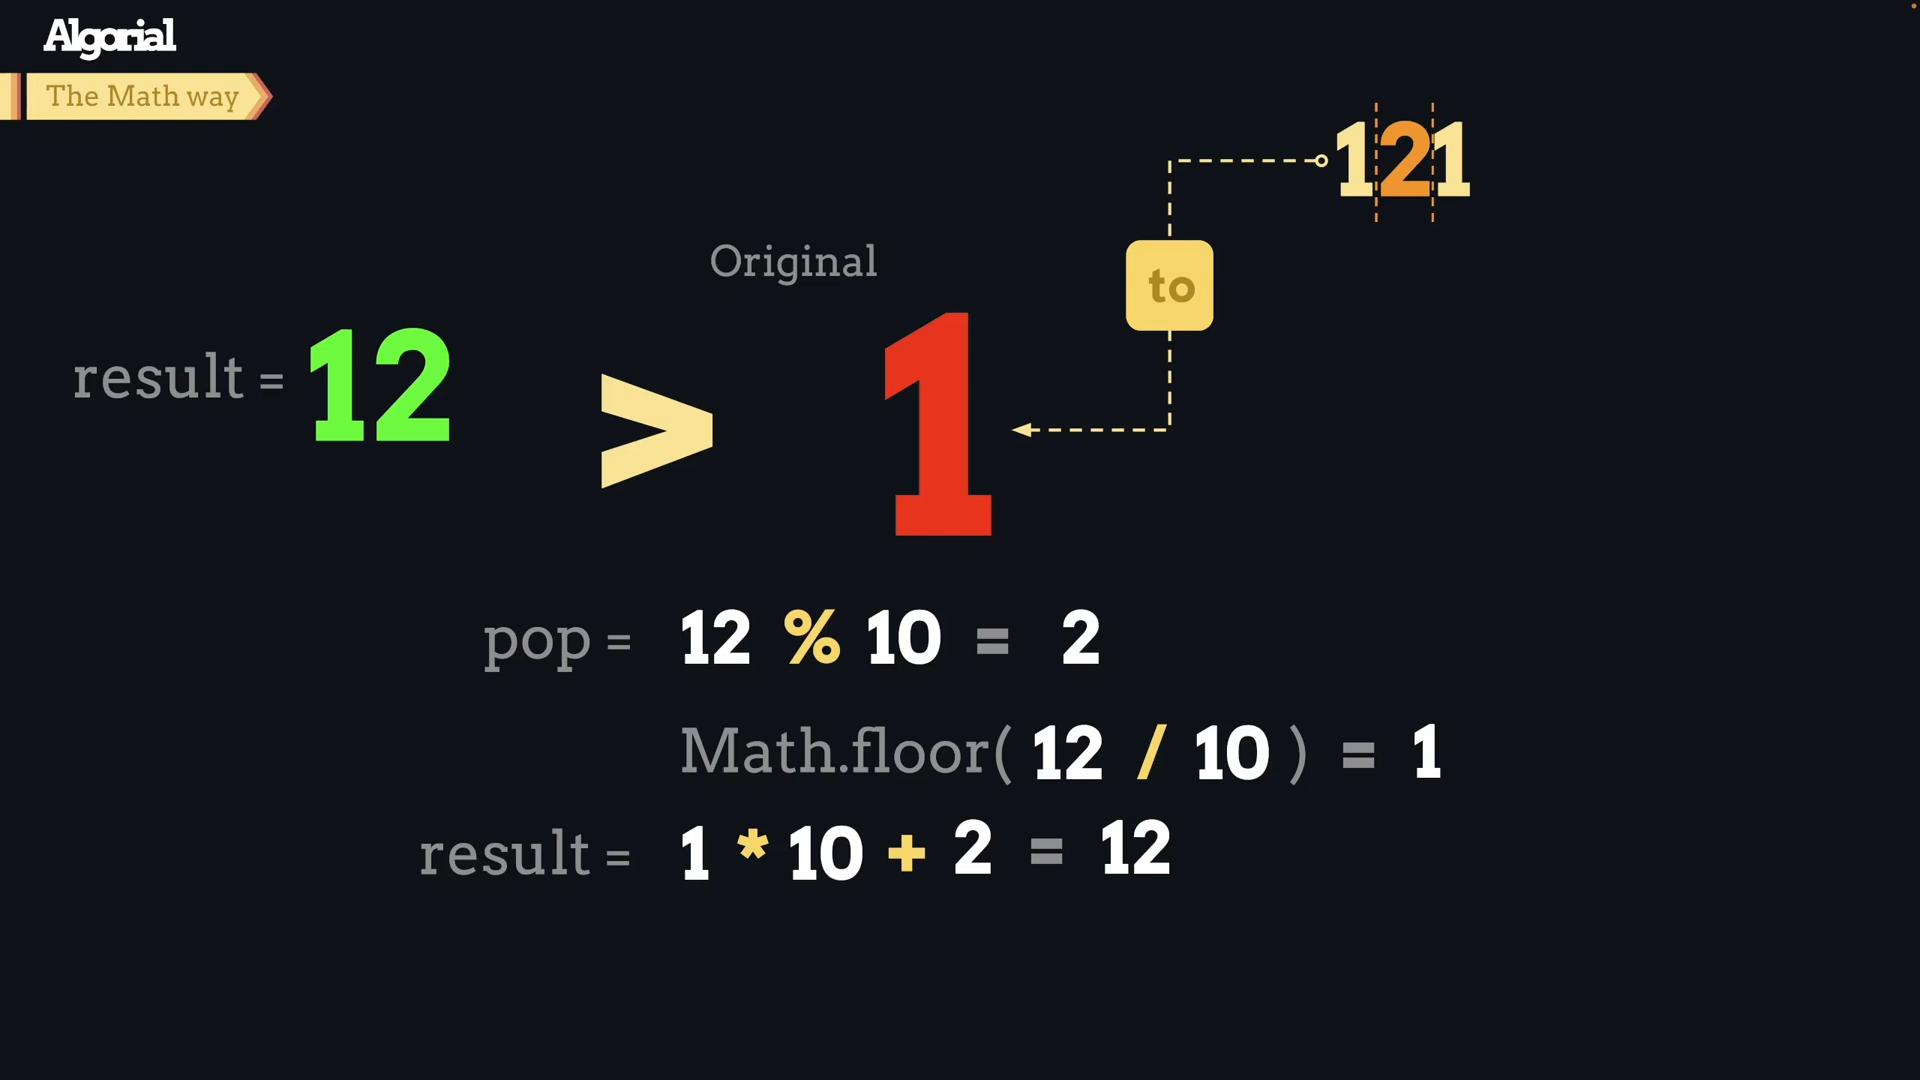 Algorial
The Math way
121
Original
to
result = 12 > 1
pop = 12 % 10 = 2
Math.floor( 12 / 10 ) = 1
result = 1 * 10 + 2 = 12